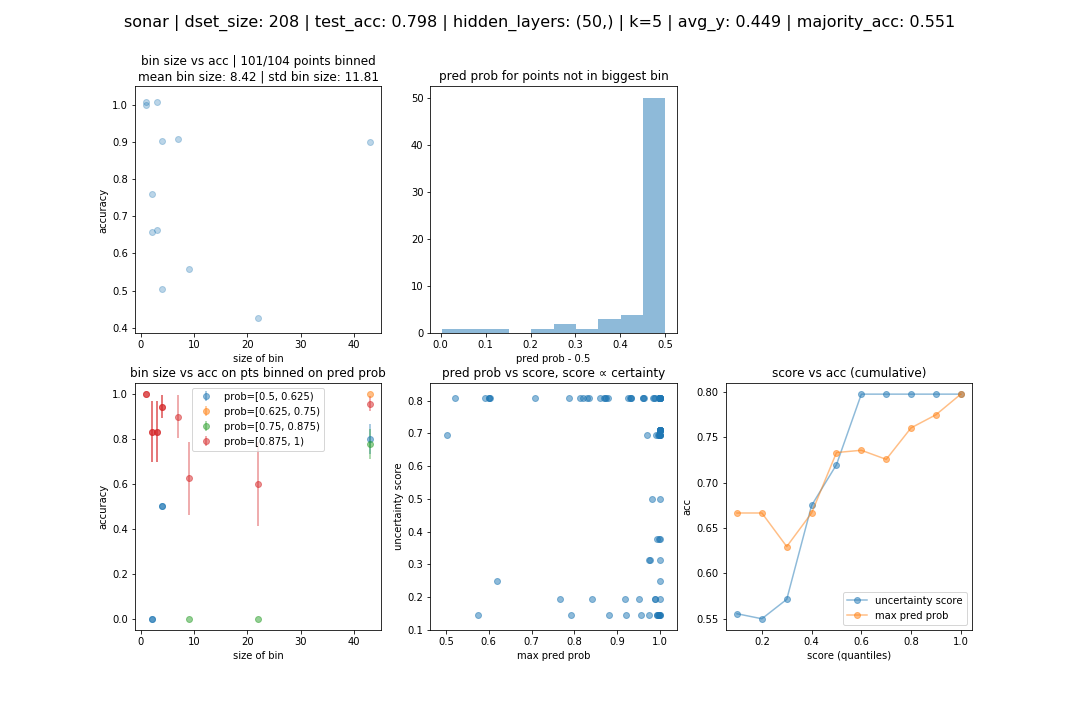 sonar | dset_size: 208 | test_acc: 0.798 | hidden_layers: (50,) | k=5 | avg_y: 0.449 | majority_acc: 0.551
bin size vs acc | 101/104 points binned
mean bin size: 8.42 | std bin size: 11.81
1.0
0.9
0.8
0.7
0.6
0.5
0.4
accuracy
0 10 20 30 40
size of bin
pred prob for points not in biggest bin
50
40
30
20
10
0
0.0 0.1 0.2 0.3 0.4 0.5
pred prob - 0.5
bin size vs acc on pts binned on pred prob
1.0
0.8
0.6
0.4
0.2
0.0
accuracy
prob=[0.5, 0.625)
prob=[0.625, 0.75)
prob=[0.75, 0.875)
prob=[0.875, 1)
0 10 20 30 40
size of bin
pred prob vs score, score ∝ certainty
0.8
0.7
0.6
0.5
0.4
0.3
0.2
0.1
uncertainty score
0.5 0.6 0.7 0.8 0.9 1.0
max pred prob
score vs acc (cumulative)
0.80
0.75
0.70
0.65
0.60
0.55
acc
uncertainty score
max pred prob
0.2 0.4 0.6 0.8 1.0
score (quantiles)